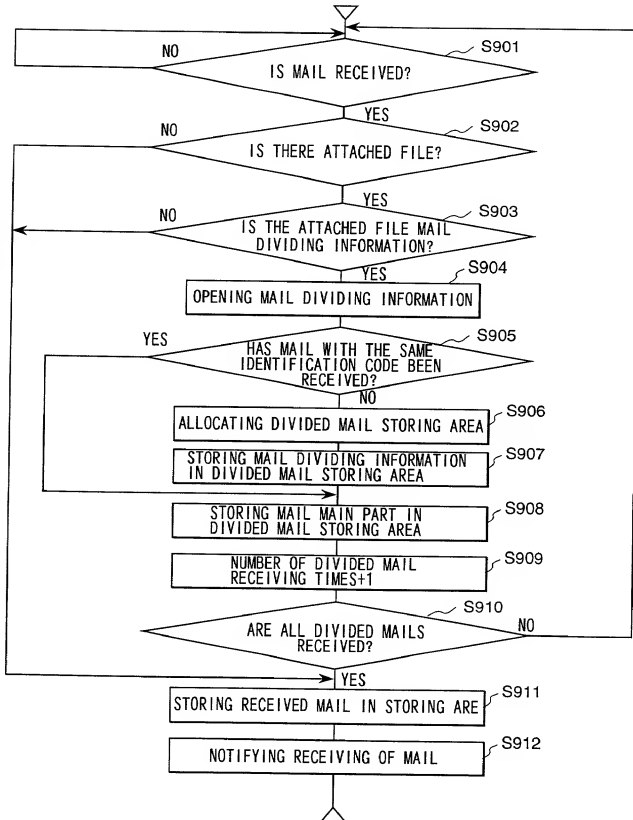 S901
NO
IS MAIL RECEIVED?
YES
S902
NO
IS THERE ATTACHED FILE?
YES
S903
NO
IS THE ATTACHED FILE MAIL
DIVIDING INFORMATION?
YES
S904
OPENING MAIL DIVIDING INFORMATION
S905
YES
HAS MAIL WITH THE SAME
IDENTIFICATION CODE BEEN
RECEIVED?
NO
S906
ALLOCATING DIVIDED MAIL STORING AREA
S907
STORING MAIL DIVIDING INFORMATION
IN DIVIDED MAIL STORING AREA
S908
STORING MAIL MAIN PART IN
DIVIDED MAIL STORING AREA
S909
NUMBER OF DIVIDED MAIL
RECEIVING TIMES+1
S910
NO
ARE ALL DIVIDED MAILS
RECEIVED?
YES
S911
STORING RECEIVED MAIL IN STORING ARE
S912
NOTIFYING RECEIVING OF MAIL